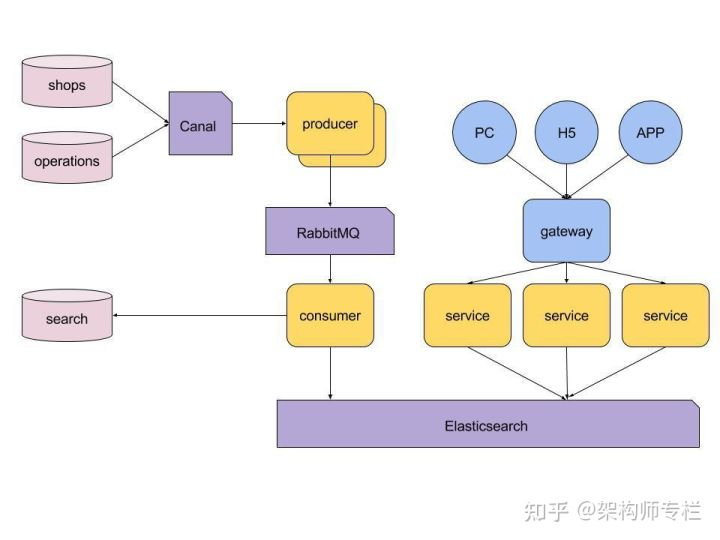 shops
operations
Canal
producer
PC
H5
APP
RabbitMQ
gateway
search
consumer
service
service
service
Elasticsearch
知乎 @架构师专栏